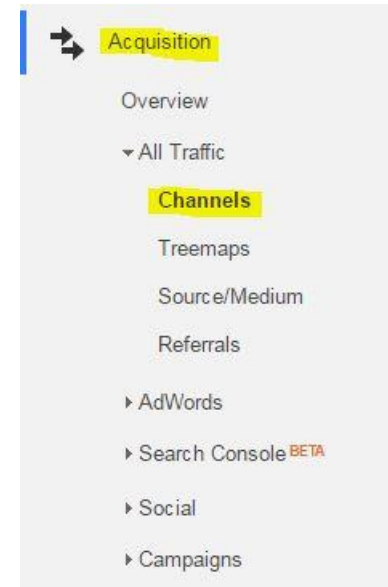 Acquisition
Overview
All Traffic
Channels
Treemaps
Source/Medium
Referrals
AdWords
Search Console BETA
Social
Campaigns